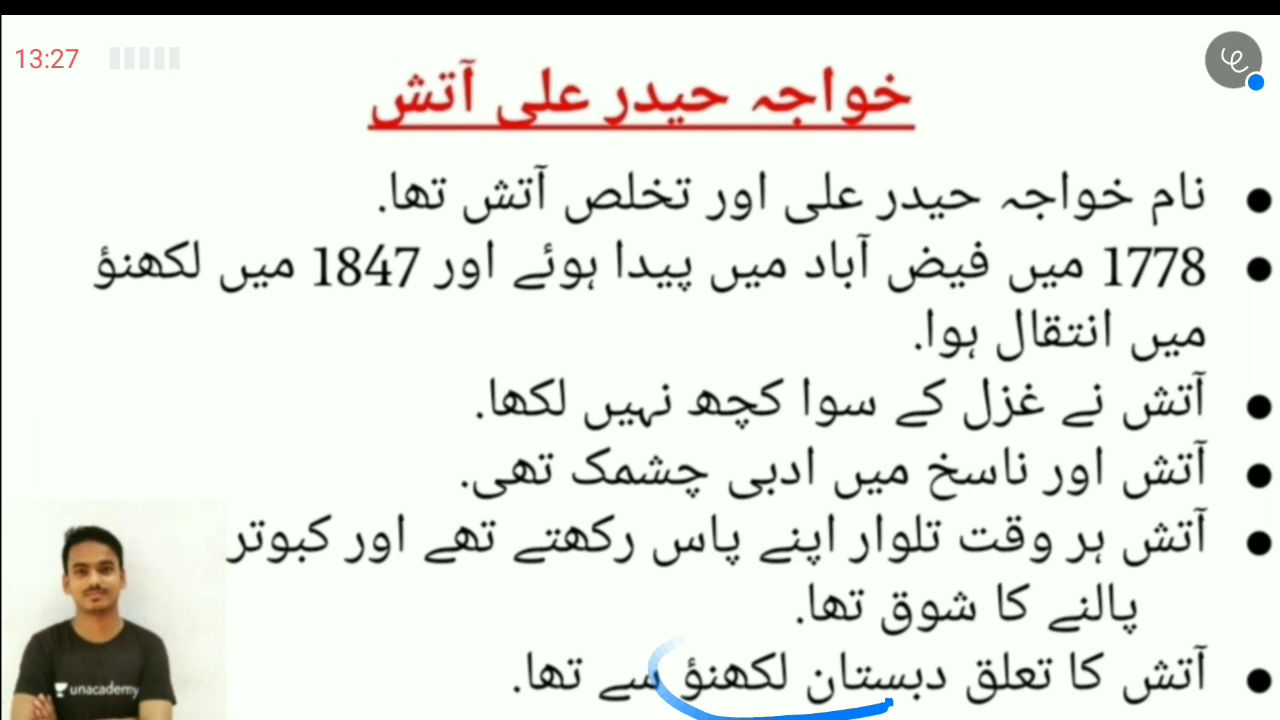 13:27
خواجہ حیدر علی آتش
● نام خواجہ حیدر علی اور تخلص آتش تھا.
● 1778 میں فیض آباد میں پیدا ہوئے اور 1847 میں لکھنؤ
میں انتقال ہوا.
● آتش نے غزل کے سوا کچھ نہیں لکھا.
● آتش اور ناسخ میں ادبی چشمک تھی.
● آتش ہر وقت تلوار اپنے پاس رکھتے تھے اور کبوتر
پالنے کا شوق تھا.
● آتش کا تعلق دبستان لکھنؤ سے تھا.
unacademy